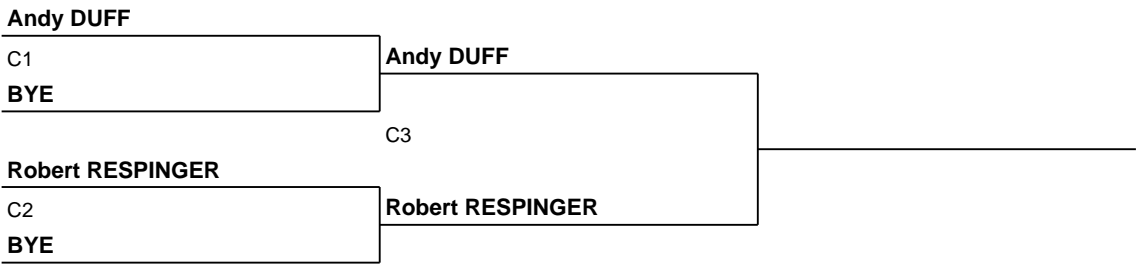 Andy DUFF
C1
Andy DUFF
BYE
C3
Robert RESPINGER
C2
Robert RESPINGER
BYE